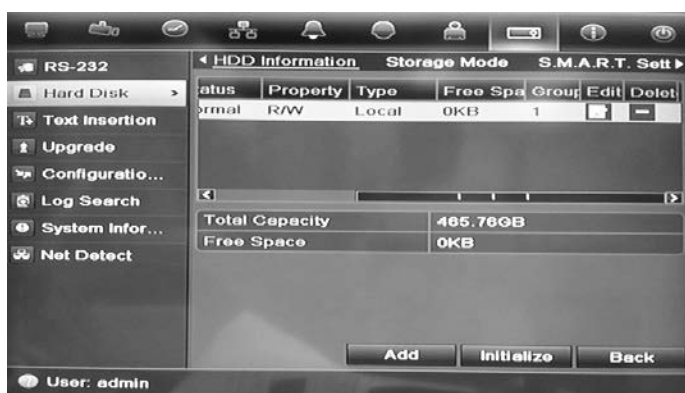 RS-232
HDD Information Storage Mode S.M.A.R.T. Sett
Hard Disk
atus Property Type Free Spa Group Edit Delet
ormal R/W Local 0KB 1
Text Insertion
Upgrade
Configuratio...
Log Search
System Infor...
Net Detect
Total Capacity 465.76GB
Free Space 0KB
Add Initialize Back
User: admin